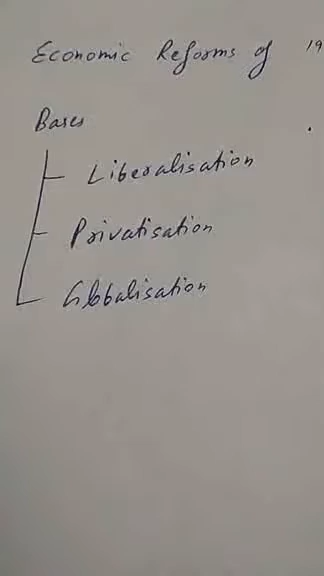 Economic Reforms of 19
Bases
Liberalisation
Privatisation
Globalisation